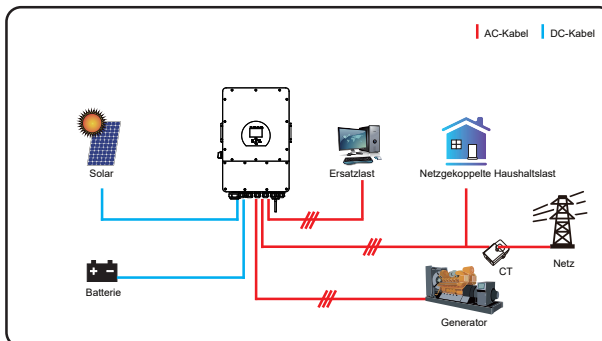 AC-Kabel DC-Kabel
Solar
Ersatzlast
Netzgekoppelte Haushaltslast
CT
Netz
Batterie
Generator